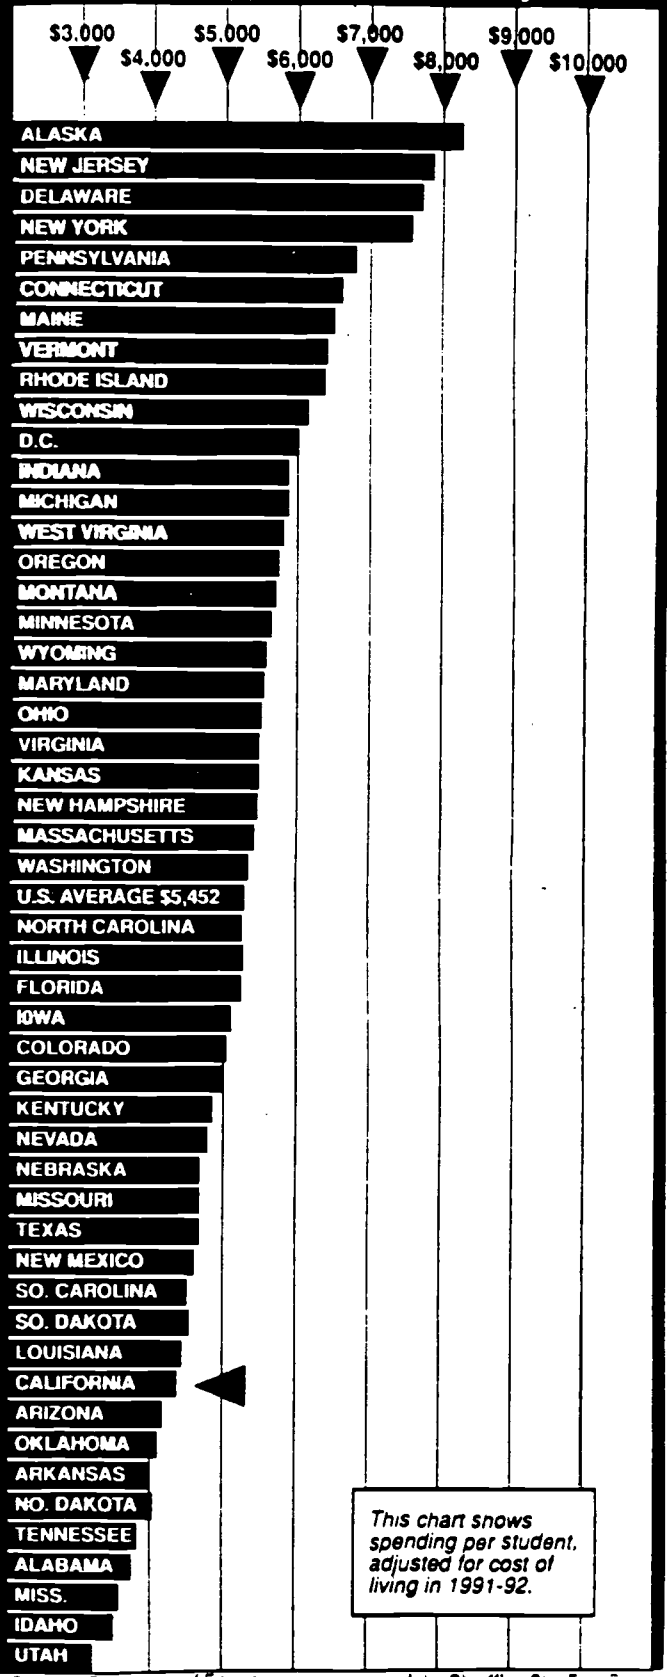 $3.000 $5.000 $7,000 $9,000
$4.000 $6,000 $8,000 $10,000
ALASKA
NEW JERSEY
DELAWARE
NEW YORK
PENNSYLVANIA
CONNECTICUT
MAINE
VERMONT
RHODE ISLAND
WISCONSIN
D.C.
INDIANA
MICHIGAN
WEST VIRGINIA
OREGON
MONTANA
MINNESOTA
WYOMING
MARYLAND
OHIO
VIRGINIA
KANSAS
NEW HAMPSHIRE
MASSACHUSETTS
WASHINGTON
U.S. AVERAGE $5,452
NORTH CAROLINA
ILLINOIS
FLORIDA
IOWA
COLORADO
GEORGIA
KENTUCKY
NEVADA
NEBRASKA
MISSOURI
TEXAS
NEW MEXICO
SO. CAROLINA
SO. DAKOTA
LOUISIANA
CALIFORNIA
ARIZONA
OKLAHOMA
ARKANSAS
NO. DAKOTA
TENNESSEE
ALABAMA
MISS.
IDAHO
UTAH
This chart shows
spending per student,
adjusted for cost of
living in 1991-92.